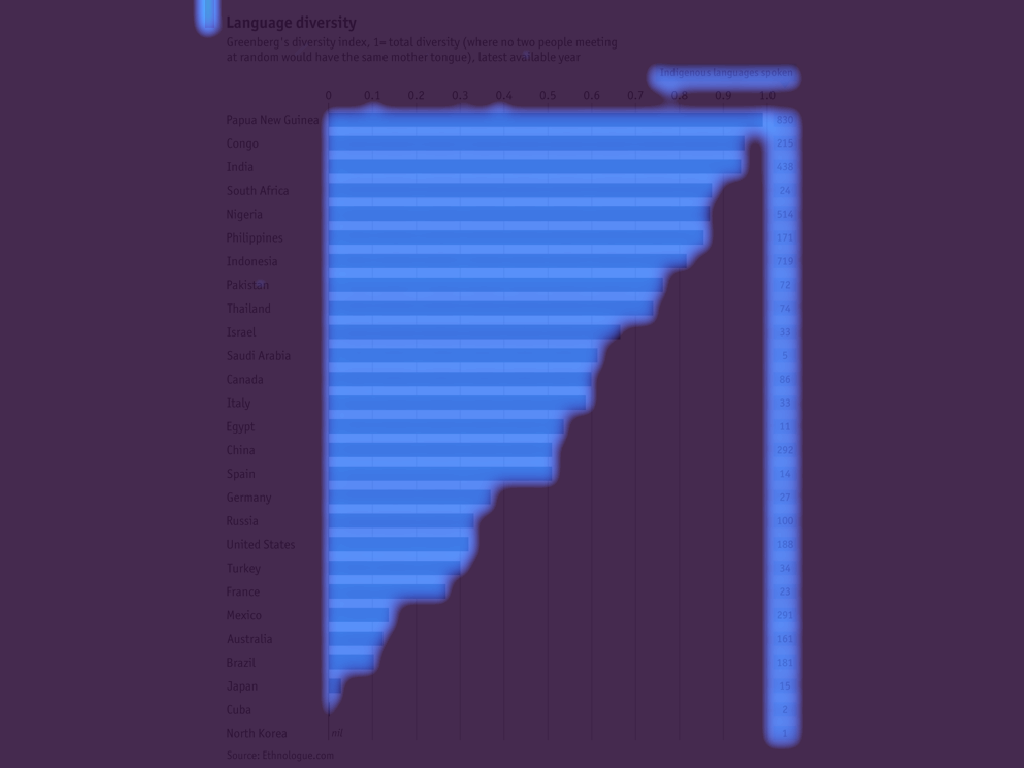 Language diversity
Greenberg's diversity index, 1= total diversity (where no two people meeting
at random would have the same mother tongue), latest available year
Indigenous languages spoken
0 0.1 0.2 0.3 0.4 0.5 0.6 0.7 0.8 0.9 1.0
Papua New Guinea 830
Congo 215
India 438
South Africa 24
Nigeria 514
Philippines 171
Indonesia 719
Pakistan 72
Thailand 74
Israel 33
Saudi Arabia 5
Canada 86
Italy 33
Egypt 11
China 292
Spain 14
Germany 27
Russia 100
United States 188
Turkey 34
France 23
Mexico 291
Australia 161
Brazil 181
Japan 15
Cuba 2
North Korea nil 1
Source: Ethnologue.com